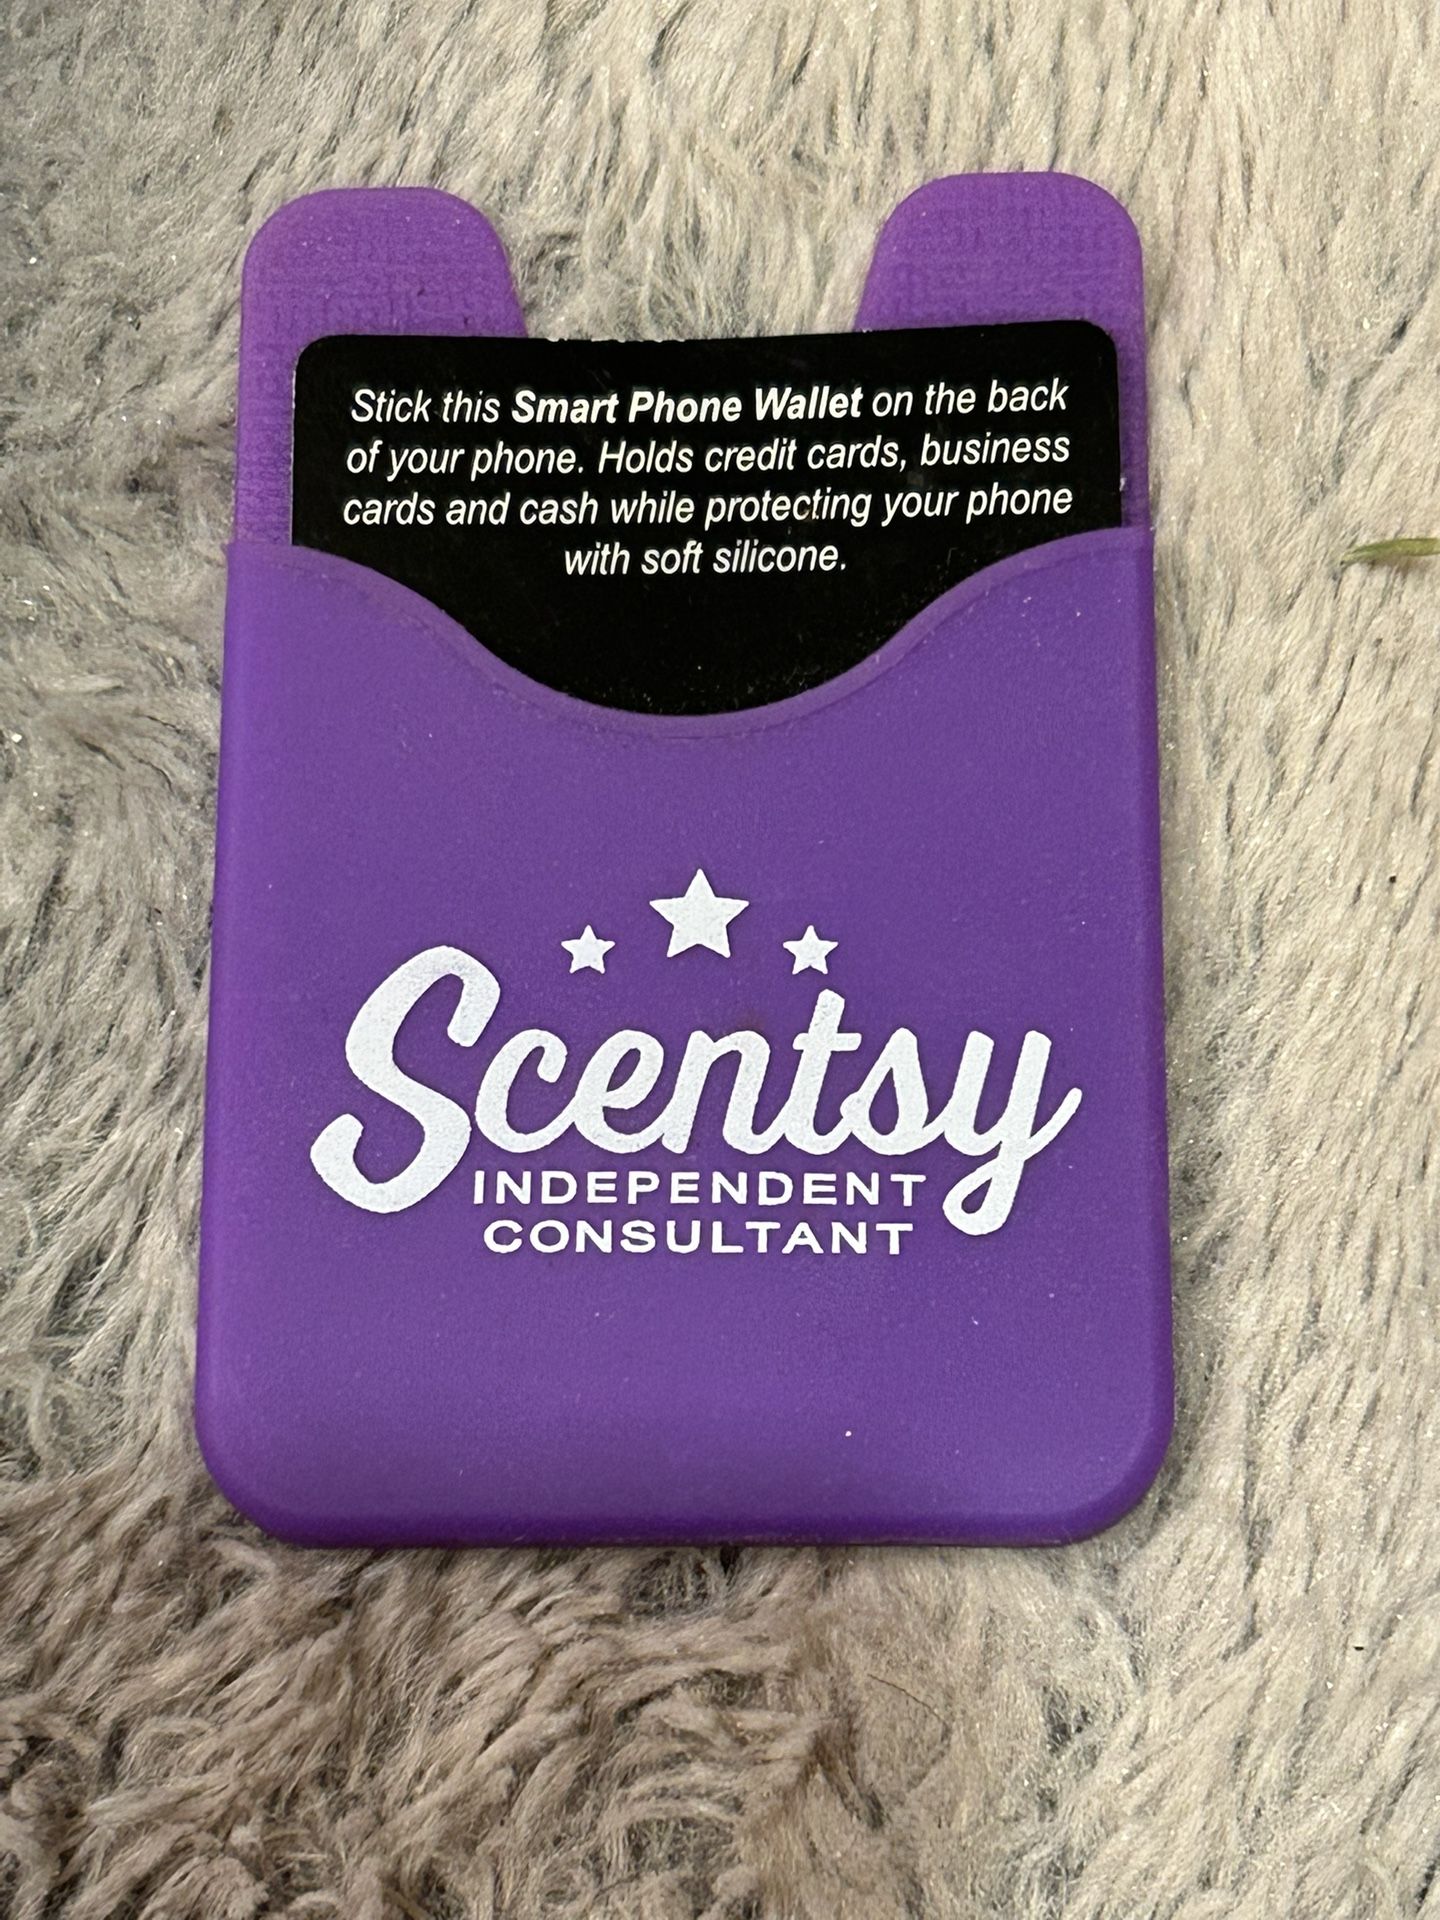 Stick this Smart Phone Wallet on the back
of your phone. Holds credit cards, business
cards and cash while protecting your phone
with soft silicone.
Scentsy
INDEPENDENT
CONSULTANT